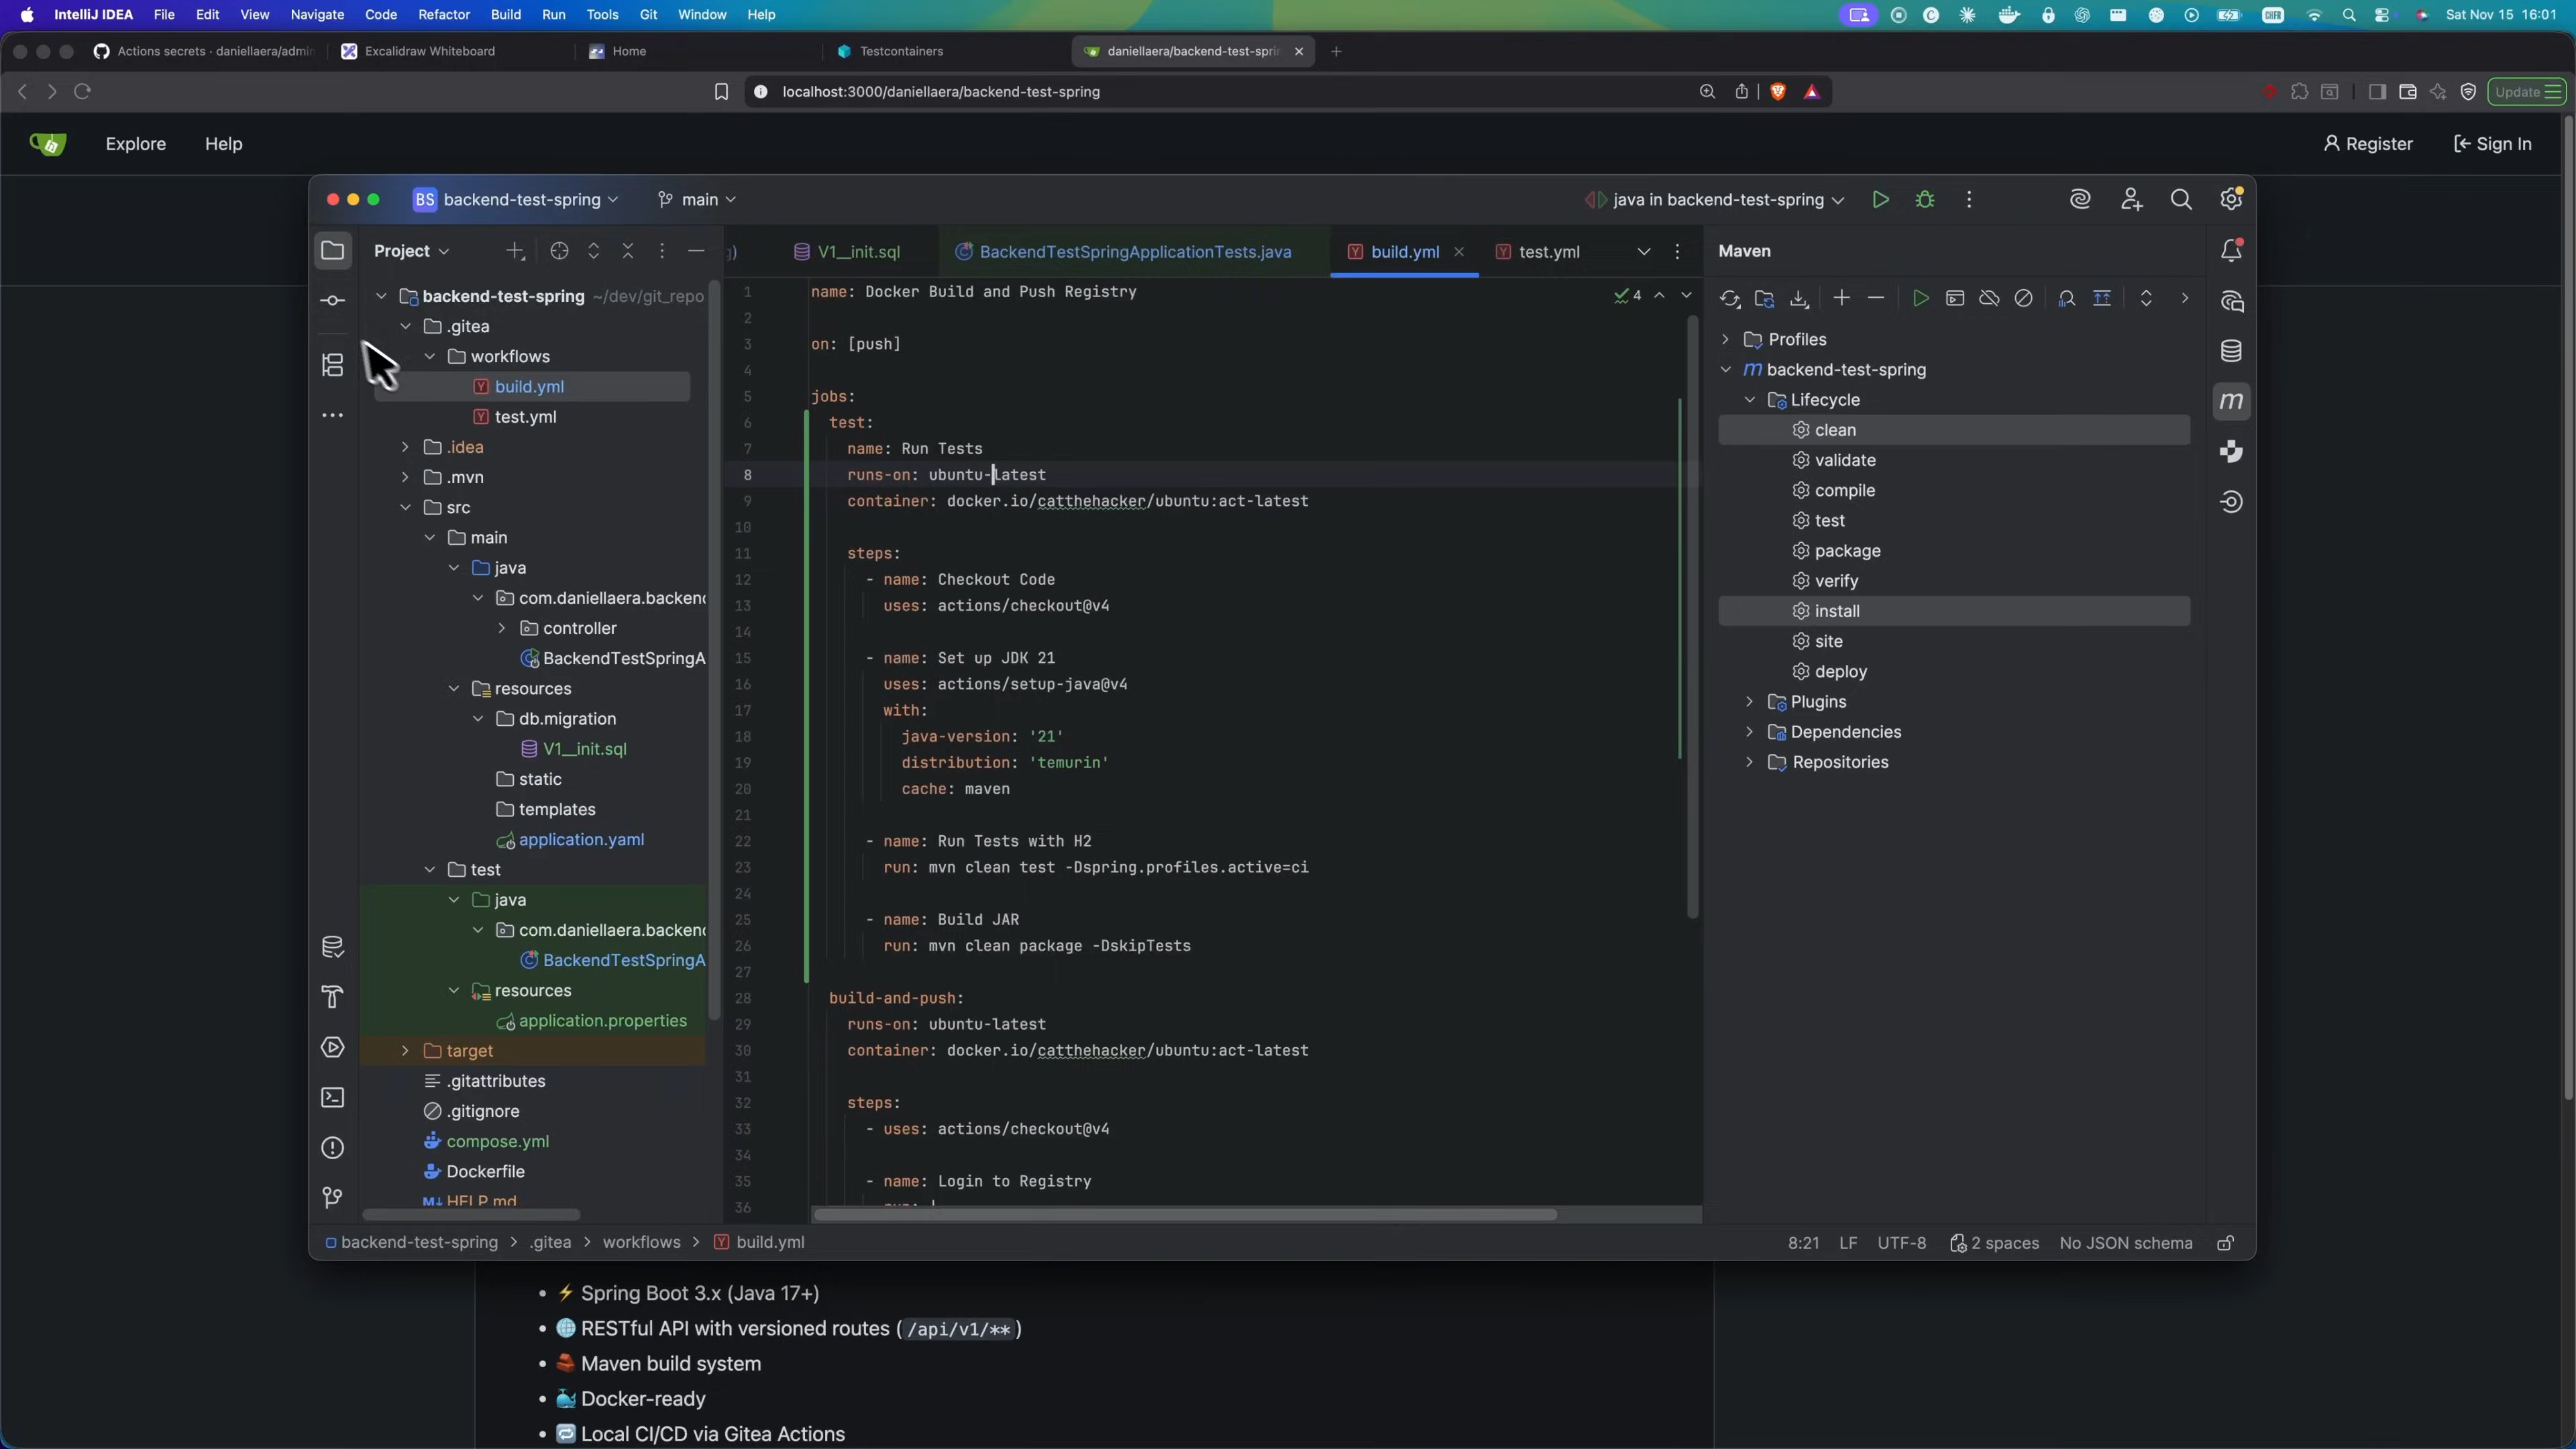 IntelliJ IDEA File Edit View Navigate Code Refactor Build Run Tools Git Window Help Sat Nov 15 16:01
Actions secrets · daniellaera/admin Excalidraw Whiteboard Home Testcontainers daniellaera/backend-test-sprin
localhost:3000/daniellaera/backend-test-spring Update
Explore Help Register Sign In
BS backend-test-spring main java in backend-test-spring
Project
backend-test-spring ~/dev/git_repo
.gitea
workflows
build.yml
test.yml
.idea
.mvn
src
main
java
com.daniellaera.backend
controller
BackendTestSpringA
resources
db.migration
V1__init.sql
static
templates
application.yaml
test
java
com.daniellaera.backend
BackendTestSpringA
resources
application.properties
target
.gitattributes
.gitignore
compose.yml
Dockerfile
HELP.md
V1__init.sql BackendTestSpringApplicationTests.java build.yml test.yml
4
1 name: Docker Build and Push Registry
2
3 on: [push]
4
5 jobs:
6 test:
7 name: Run Tests
8 runs-on: ubuntu-latest
9 container: docker.io/catthehacker/ubuntu:act-latest
10
11 steps:
12 - name: Checkout Code
13 uses: actions/checkout@v4
14
15 - name: Set up JDK 21
16 uses: actions/setup-java@v4
17 with:
18 java-version: '21'
19 distribution: 'temurin'
20 cache: maven
21
22 - name: Run Tests with H2
23 run: mvn clean test -Dspring.profiles.active=ci
24
25 - name: Build JAR
26 run: mvn clean package -DskipTests
27
28 build-and-push:
29 runs-on: ubuntu-latest
30 container: docker.io/catthehacker/ubuntu:act-latest
31
32 steps:
33 - uses: actions/checkout@v4
34
35 - name: Login to Registry
36 run: |
Maven
Profiles
backend-test-spring
Lifecycle
clean
validate
compile
test
package
verify
install
site
deploy
Plugins
Dependencies
Repositories
backend-test-spring > .gitea > workflows > build.yml 8:21 LF UTF-8 2 spaces No JSON schema
• ⚡ Spring Boot 3.x (Java 17+)
• 🌐 RESTful API with versioned routes (/api/v1/**)
• Maven build system
• 🐳 Docker-ready
• 🔁 Local CI/CD via Gitea Actions